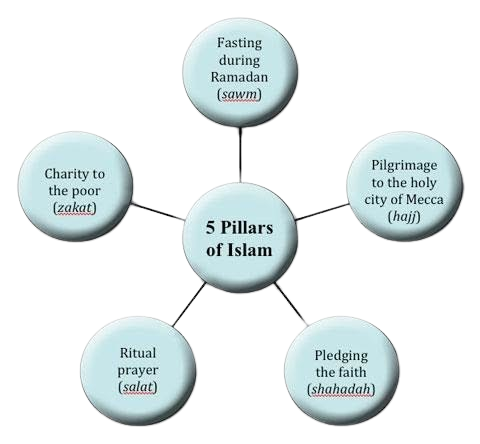 Fasting
during
Ramadan
(sawm)
Charity to
the poor
(zakat)
Pilgrimage
to the holy
city of Mecca
(hajj)
5 Pillars
of Islam
Ritual
prayer
(salat)
Pledging
the faith
(shahadah)